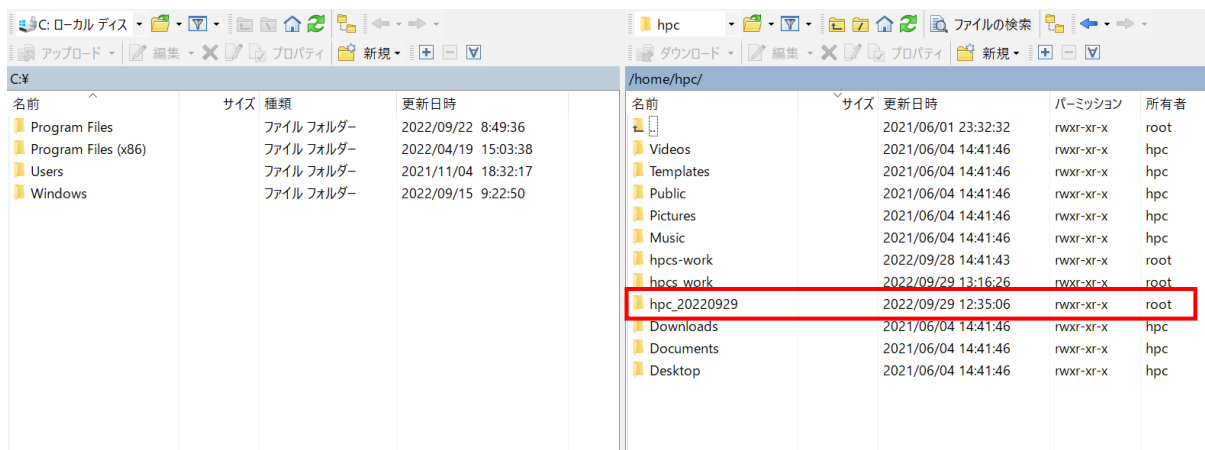 C: ローカル ディス
アップロード 編集 プロパティ 新規
C:¥
名前 サイズ 種類 更新日時
Program Files ファイル フォルダー 2022/09/22 8:49:36
Program Files (x86) ファイル フォルダー 2022/04/19 15:03:38
Users ファイル フォルダー 2021/11/04 18:32:17
Windows ファイル フォルダー 2022/09/15 9:22:50
hpc ファイルの検索
ダウンロード 編集 プロパティ 新規
/home/hpc/
名前 サイズ 更新日時 パーミッション 所有者
.. 2021/06/01 23:32:32 rwxr-xr-x root
Videos 2021/06/04 14:41:46 rwxr-xr-x hpc
Templates 2021/06/04 14:41:46 rwxr-xr-x hpc
Public 2021/06/04 14:41:46 rwxr-xr-x hpc
Pictures 2021/06/04 14:41:46 rwxr-xr-x hpc
Music 2021/06/04 14:41:46 rwxr-xr-x hpc
hpcs-work 2022/09/28 14:41:43 rwxr-xr-x root
hpcs_work 2022/09/29 13:16:26 rwxr-xr-x root
hpc_20220929 2022/09/29 12:35:06 rwxr-xr-x root
Downloads 2021/06/04 14:41:46 rwxr-xr-x hpc
Documents 2021/06/04 14:41:46 rwxr-xr-x hpc
Desktop 2021/06/04 14:41:46 rwxr-xr-x hpc